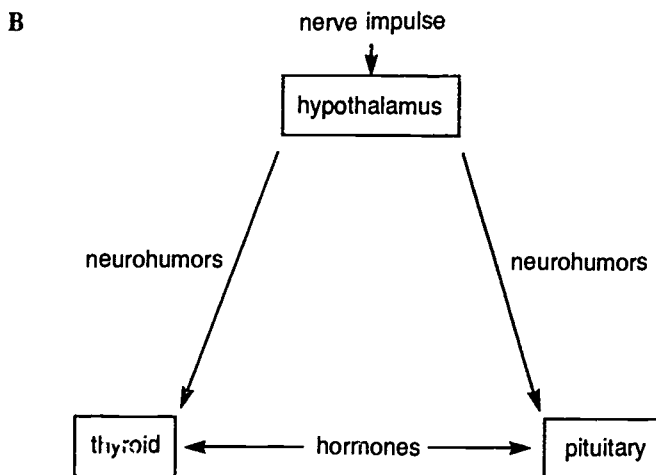 B
nerve impulse
hypothalamus
neurohumors
neurohumors
thyroid
hormones
pituitary